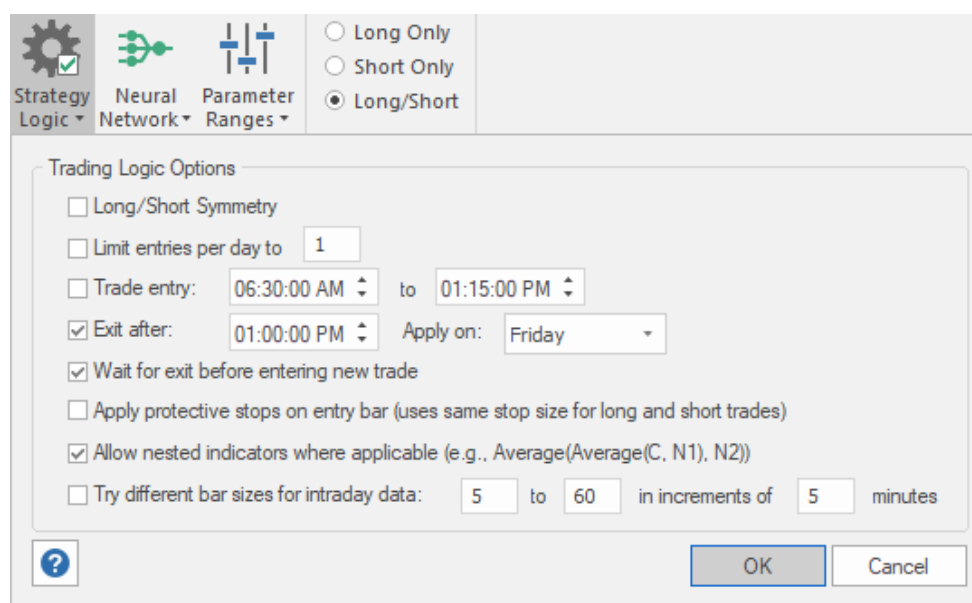 Long Only
Short Only
Long/Short
Strategy Logic
Neural Network
Parameter Ranges
Trading Logic Options
Long/Short Symmetry
Limit entries per day to 1
Trade entry: 06:30:00 AM to 01:15:00 PM
Exit after: 01:00:00 PM Apply on: Friday
Wait for exit before entering new trade
Apply protective stops on entry bar (uses same stop size for long and short trades)
Allow nested indicators where applicable (e.g., Average(Average(C, N1), N2))
Try different bar sizes for intraday data: 5 to 60 in increments of 5 minutes
? OK Cancel